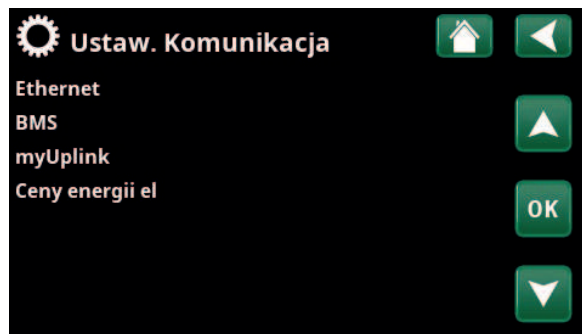 Ustaw. Komunikacja
Ethernet
BMS
myUplink
Ceny energii el
OK